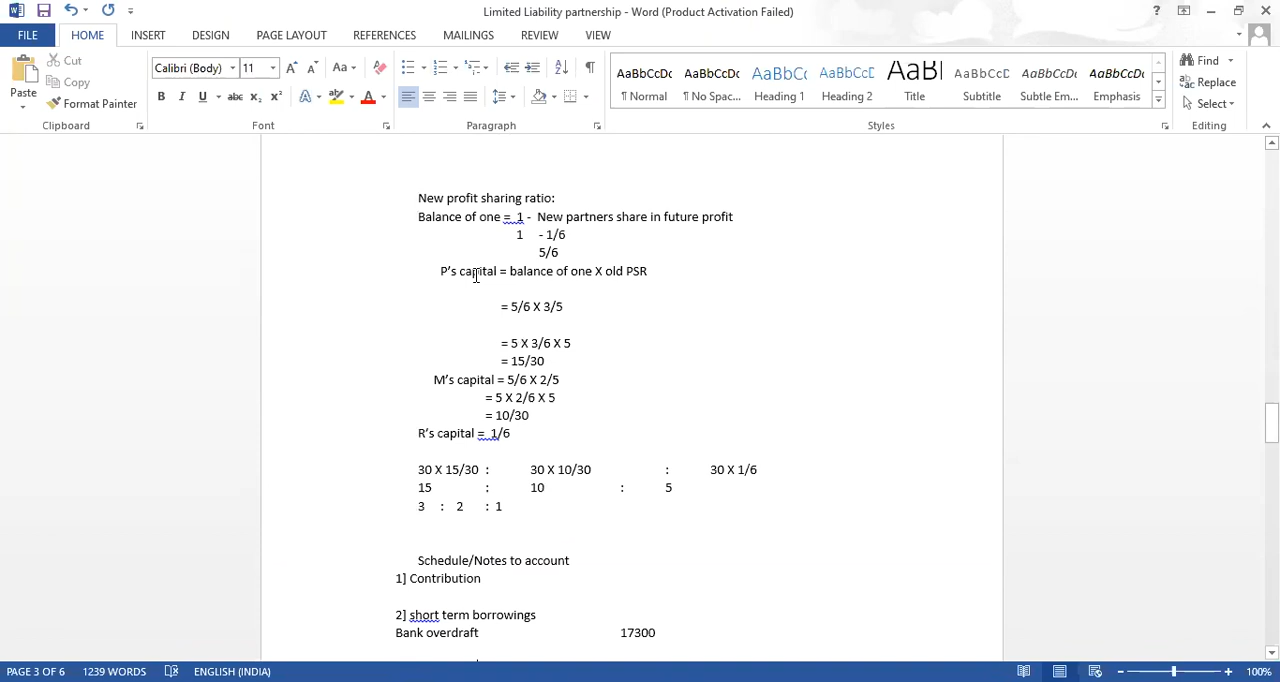 Limited Liability partnership - Word (Product Activation Failed)
FILE HOME INSERT DESIGN PAGE LAYOUT REFERENCES MAILINGS REVIEW VIEW
Paste
Cut
Copy
Format Painter
Clipboard
Calibri (Body) 11
Font
Paragraph
AaBbCcDc AaBbCcDc AaBbCc AaBbCcC AaBl AaBbCcD AaBbCcDc AaBbCcDc
¶ Normal ¶ No Spac... Heading 1 Heading 2 Title Subtitle Subtle Em... Emphasis
Styles
Find
Replace
Select
Editing
New profit sharing ratio:
Balance of one = 1 - New partners share in future profit
1 - 1/6
5/6
P's capital = balance of one X old PSR
= 5/6 X 3/5
= 5 X 3/6 X 5
= 15/30
M's capital = 5/6 X 2/5
= 5 X 2/6 X 5
= 10/30
R's capital = 1/6
30 X 15/30 : 30 X 10/30 : 30 X 1/6
15 : 10 : 5
3 : 2 : 1
Schedule/Notes to account
1] Contribution
2] short term borrowings
Bank overdraft 17300
PAGE 3 OF 6 1239 WORDS ENGLISH (INDIA) 100%